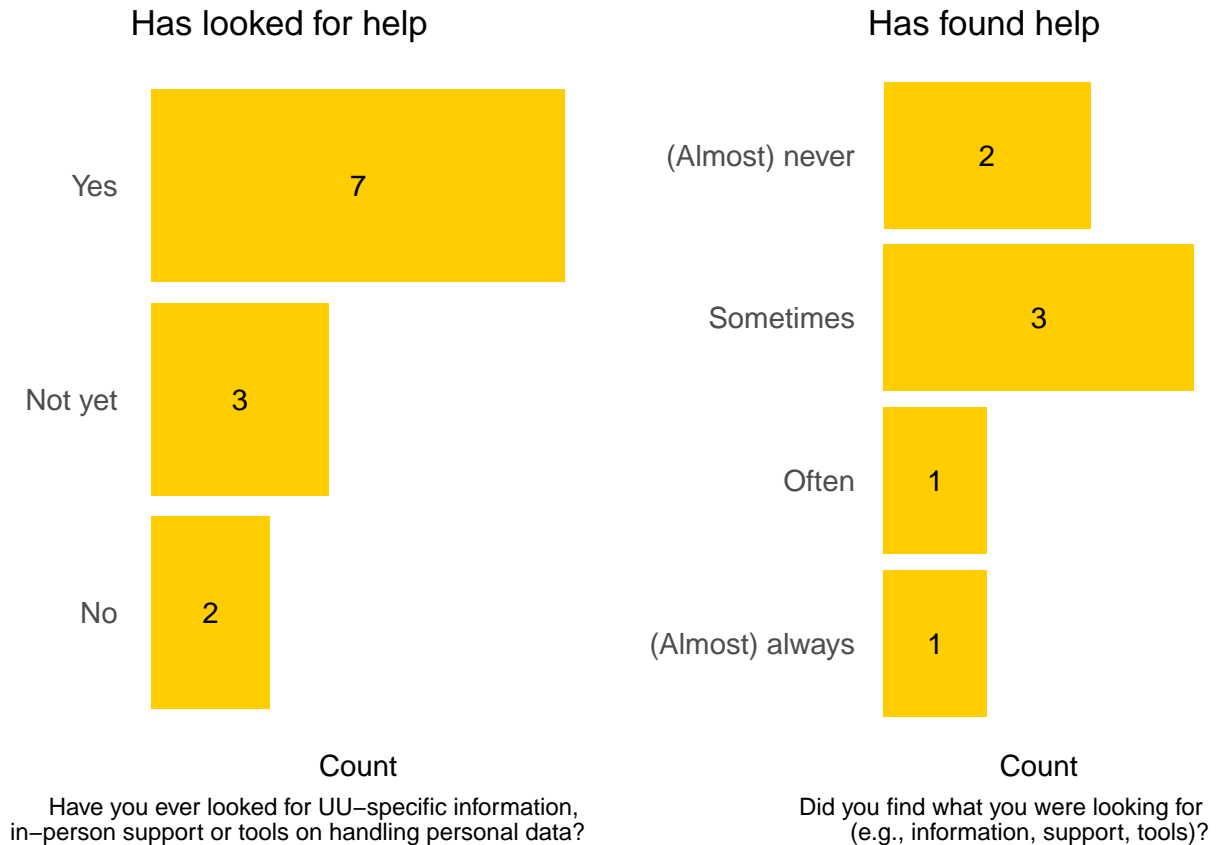 Has looked for help
Yes
7
Not yet
3
No
2
Count
Have you ever looked for UU−specific information,
in−person support or tools on handling personal data?
Has found help
(Almost) never
2
Sometimes
3
Often
1
(Almost) always
1
Count
Did you find what you were looking for
(e.g., information, support, tools)?